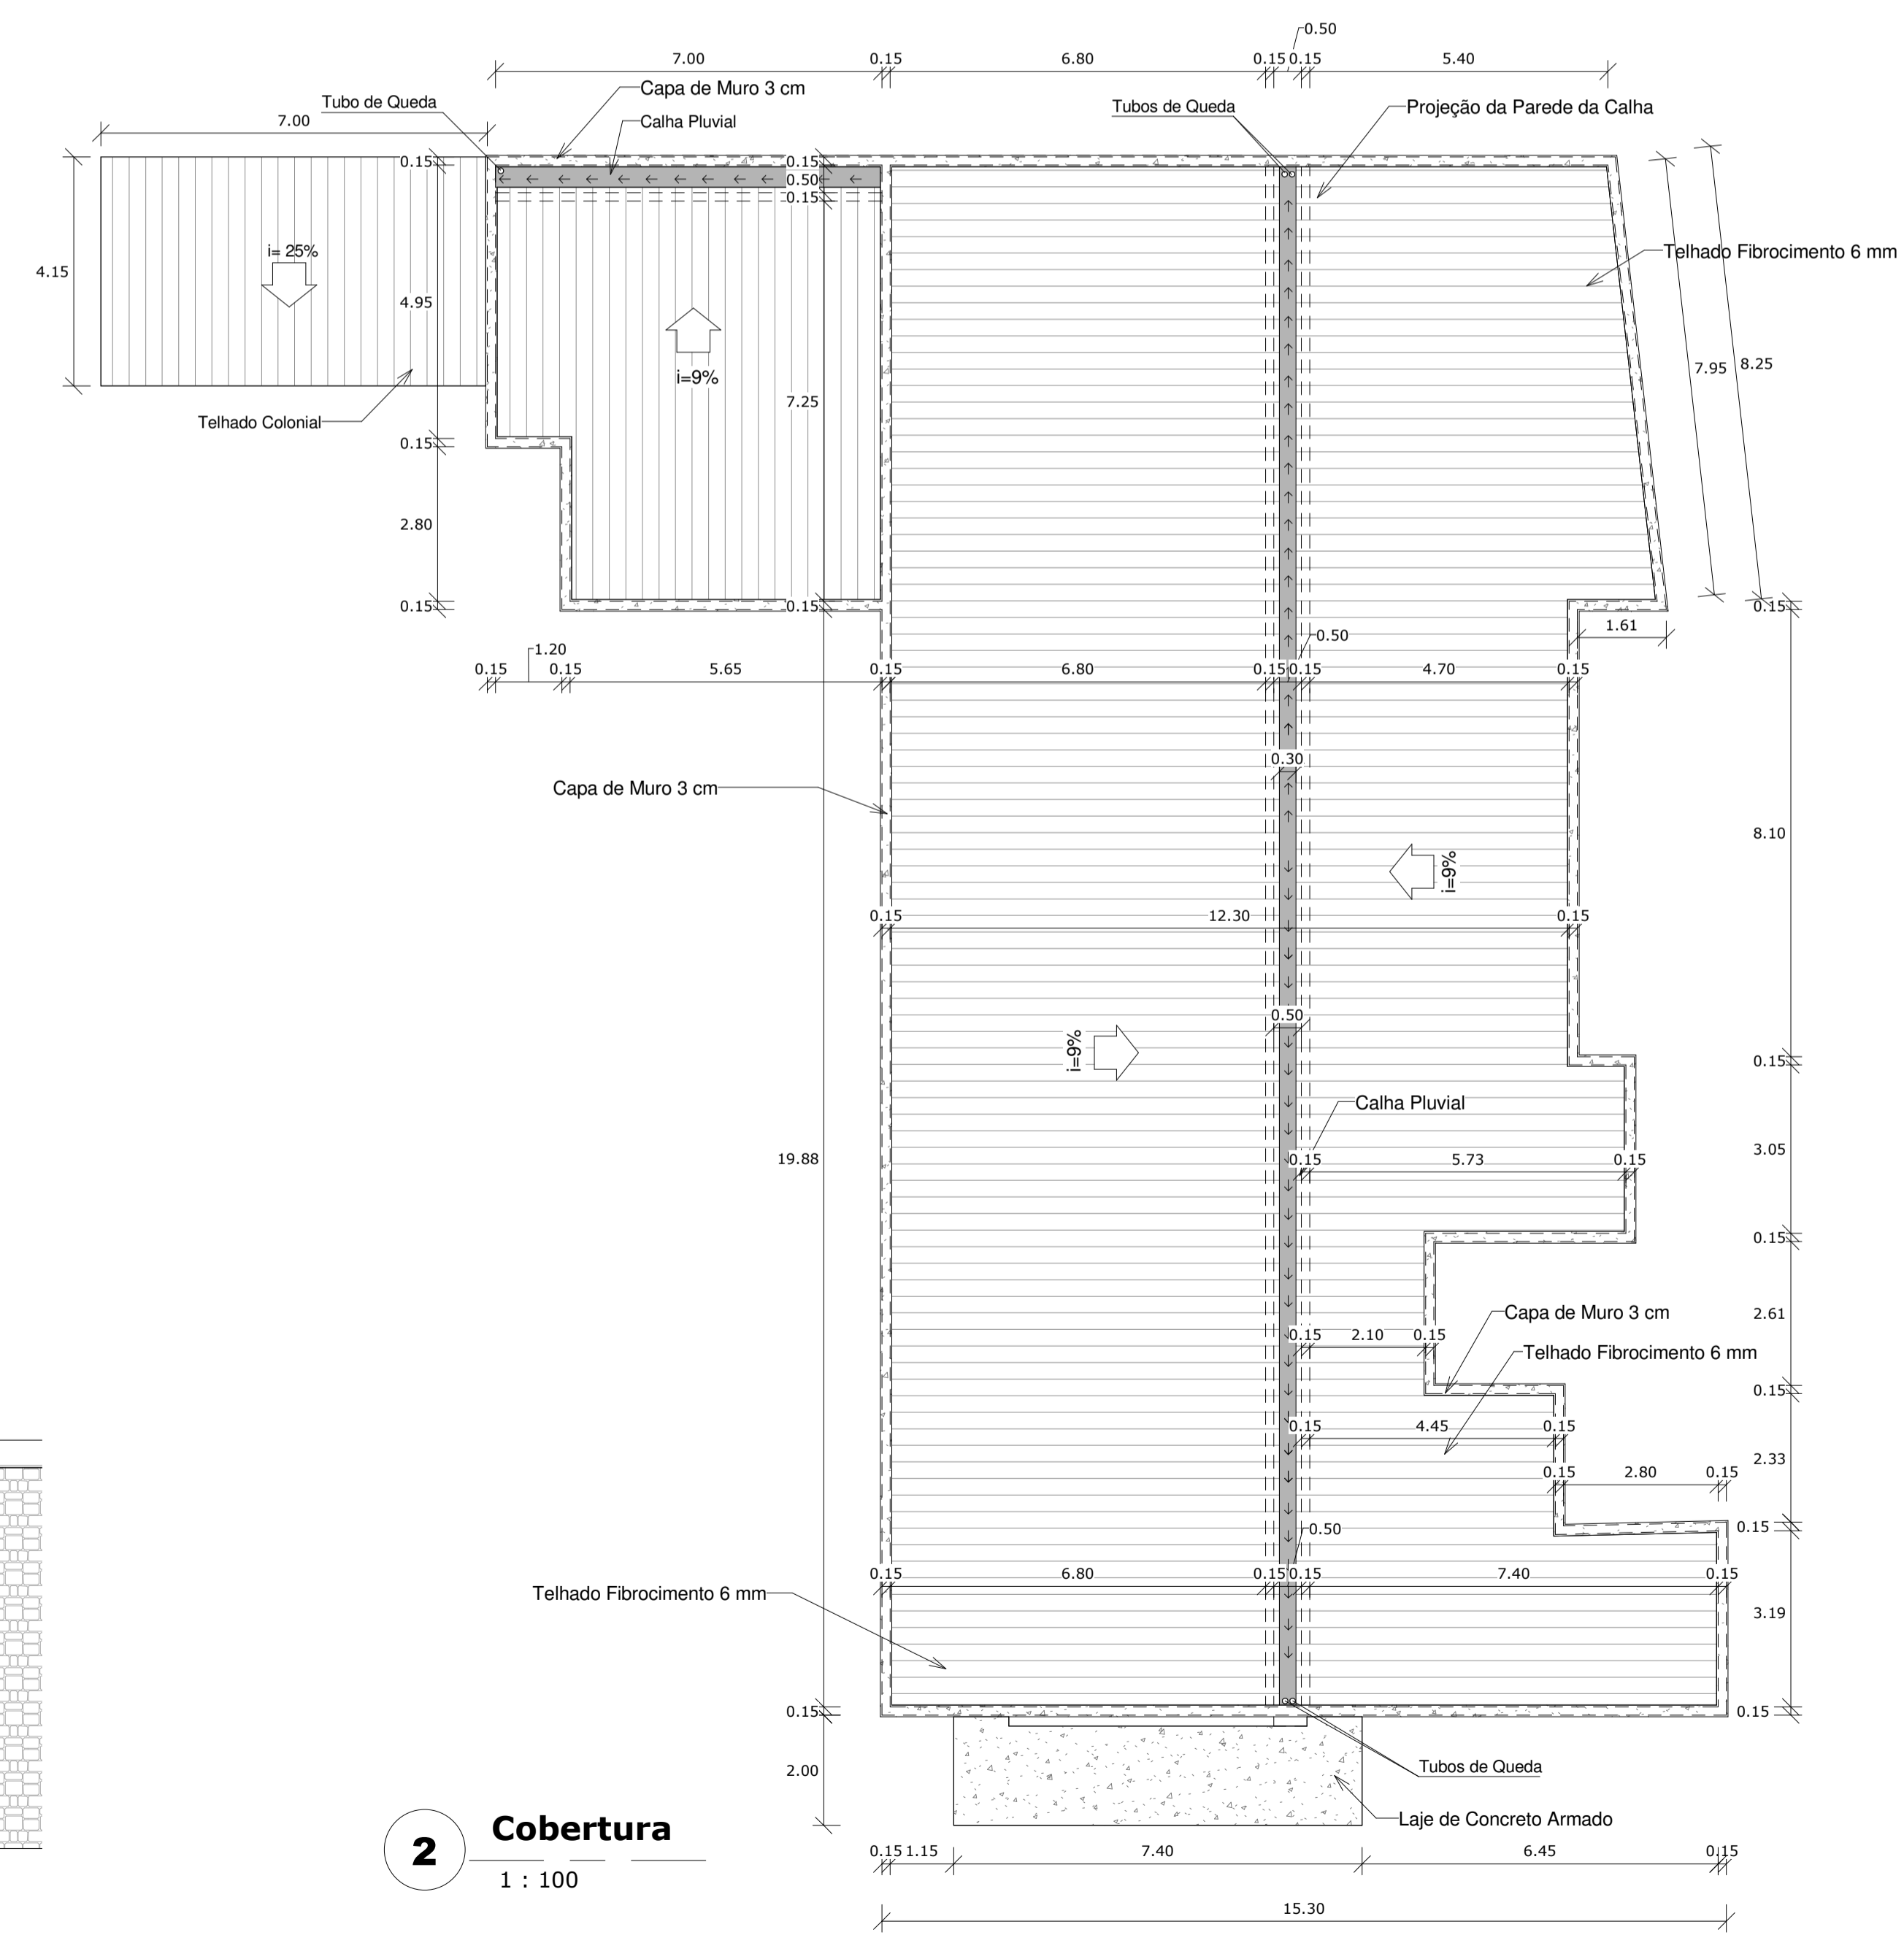 0.50
7.00 0.15 6.80 0.15 0.15 5.40
Capa de Muro 3 cm
Tubo de Queda
Tubos de Queda
Projeção da Parede da Calha
7.00
Calha Pluvial
0.15
0.15
0.50
0.15
i= 25%
Telhado Fibrocimento 6 mm
4.15
4.95
7.95
8.25
i=9%
7.25
Telhado Colonial
0.15
2.80
0.15
0.15
0.15
1.61
0.50
1.20
0.15 0.15 5.65 0.15 6.80 0.15 0.15 4.70 0.15
0.30
Capa de Muro 3 cm
8.10
i=9%
0.15 12.30 0.15
0.50
i=9%
0.15
Calha Pluvial
3.05
19.88
0.15 5.73 0.15
0.15
Capa de Muro 3 cm
2.61
0.15 2.10 0.15
Telhado Fibrocimento 6 mm
0.15
0.15 4.45 0.15
2.33
0.15 2.80 0.15
0.50
0.15
0.15 6.80 0.15 0.15 7.40 0.15
Telhado Fibrocimento 6 mm
3.19
0.15
0.15
2.00
Tubos de Queda
Laje de Concreto Armado
2
Cobertura
1 : 100
0.15 1.15 7.40 6.45 0.15
15.30